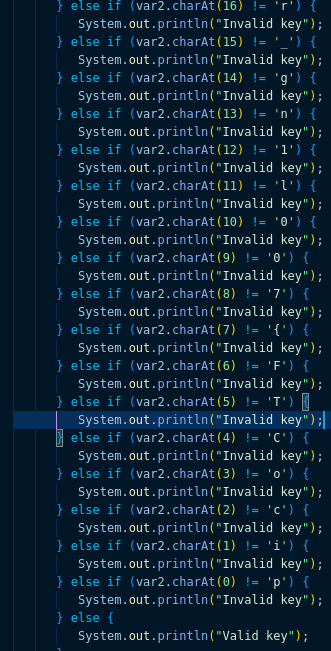 } else if (var2.charAt(16) != 'r') {
System.out.println("Invalid key");
} else if (var2.charAt(15) != '_') {
System.out.println("Invalid key");
} else if (var2.charAt(14) != 'g') {
System.out.println("Invalid key");
} else if (var2.charAt(13) != 'n') {
System.out.println("Invalid key");
} else if (var2.charAt(12) != '1') {
System.out.println("Invalid key");
} else if (var2.charAt(11) != 'l') {
System.out.println("Invalid key");
} else if (var2.charAt(10) != '0') {
System.out.println("Invalid key");
} else if (var2.charAt(9) != '0') {
System.out.println("Invalid key");
} else if (var2.charAt(8) != '7') {
System.out.println("Invalid key");
} else if (var2.charAt(7) != '{') {
System.out.println("Invalid key");
} else if (var2.charAt(6) != 'F') {
System.out.println("Invalid key");
} else if (var2.charAt(5) != 'T') {
System.out.println("Invalid key");
} else if (var2.charAt(4) != 'C') {
System.out.println("Invalid key");
} else if (var2.charAt(3) != 'o') {
System.out.println("Invalid key");
} else if (var2.charAt(2) != 'c') {
System.out.println("Invalid key");
} else if (var2.charAt(1) != 'i') {
System.out.println("Invalid key");
} else if (var2.charAt(0) != 'p') {
System.out.println("Invalid key");
} else {
System.out.println("Valid key");